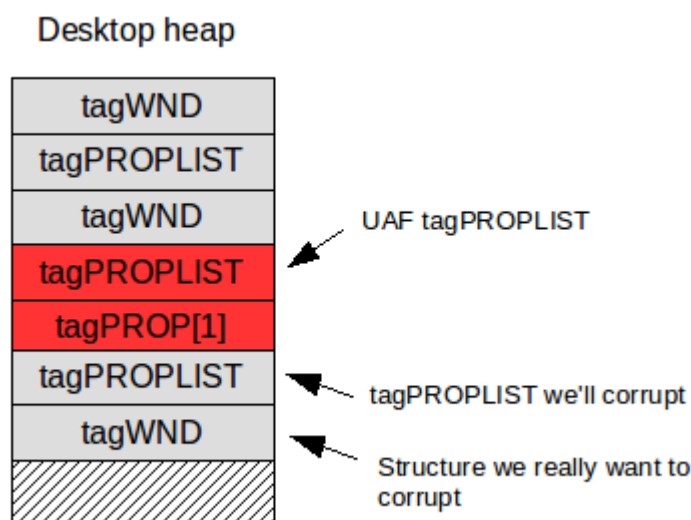 Desktop heap
tagWND
tagPROPLIST
tagWND
UAF tagPROPLIST
tagPROPLIST
tagPROP[1]
tagPROPLIST
tagPROPLIST we'll corrupt
tagWND
Structure we really want to
corrupt